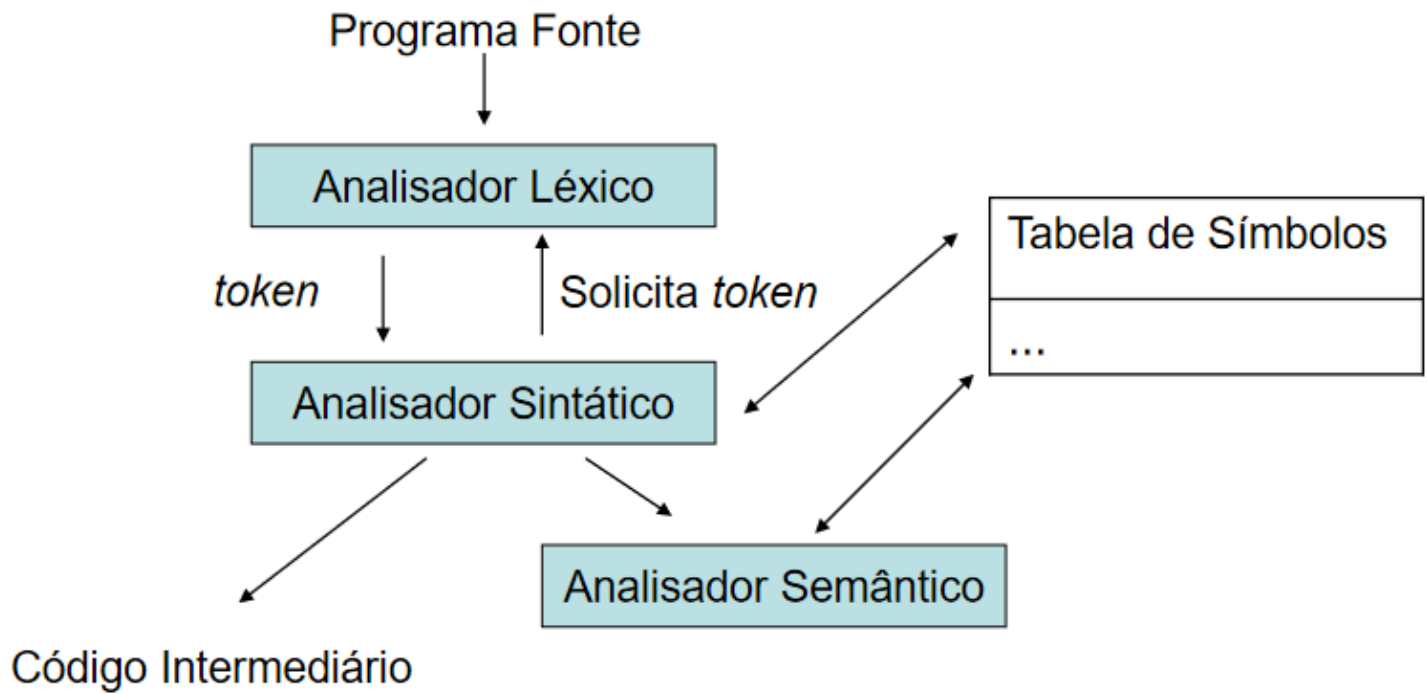 Programa Fonte
Analisador Léxico
Tabela de Símbolos
token
Solicita token
...
Analisador Sintático
Analisador Semântico
Código Intermediário